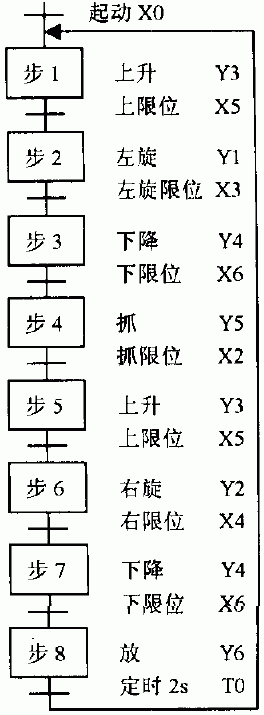 起动 X0
步 1 上升 Y3
上限位 X5
步 2 左旋 Y1
左旋限位 X3
步 3 下降 Y4
下限位 X6
步 4 抓 Y5
抓限位 X2
步 5 上升 Y3
上限位 X5
步 6 右旋 Y2
右限位 X4
步 7 下降 Y4
下限位 X6
步 8 放 Y6
定时 2s T0